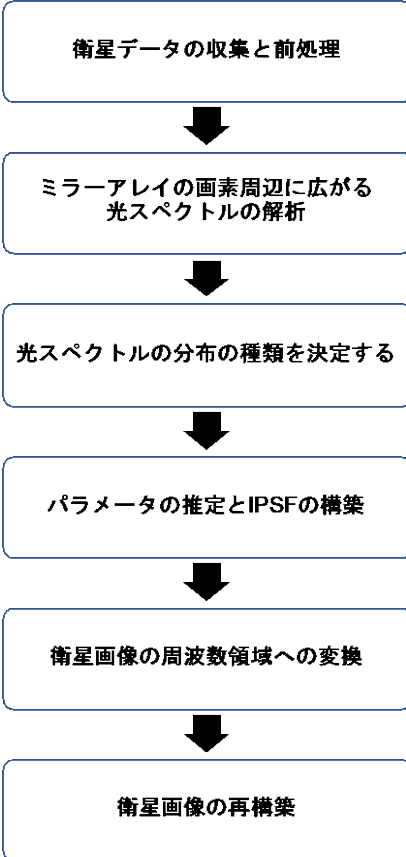 衛星データの収集と前処理
ミラーアレイの画素周辺に広がる
光スペクトルの解析
光スペクトルの分布の種類を決定する
パラメータの推定とIPSFの構築
衛星画像の周波数領域への変換
衛星画像の再構築